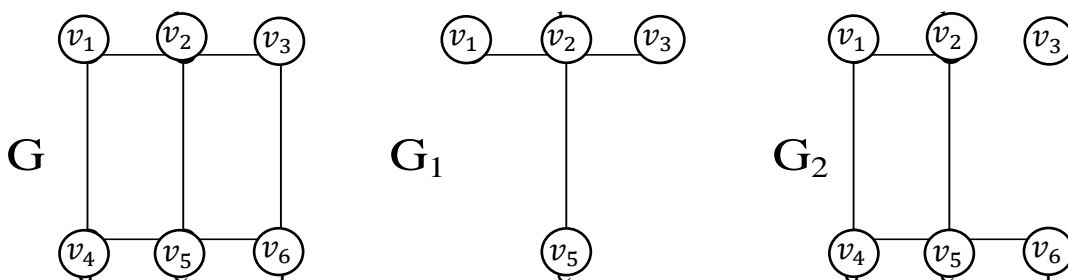 v₁ v₂ v₃ v₁ v₂ v₃ v₁ v₂ v₃
G G₁ G₂
v₄ v₅ v₆ v₅ v₄ v₅ v₆